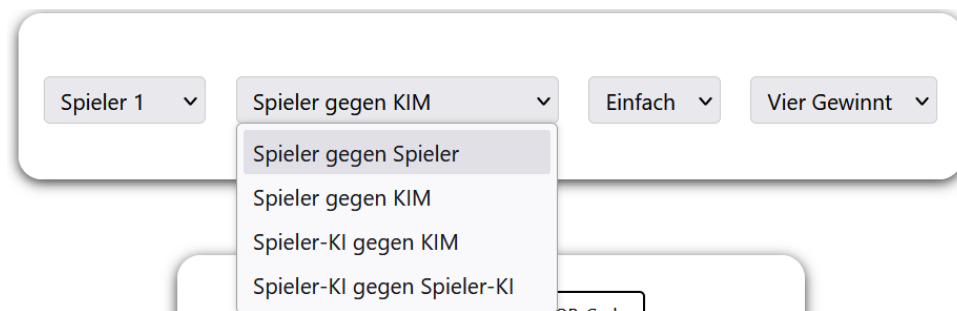 Spieler 1
Spieler gegen KIM
Einfach
Vier Gewinnt
Spieler gegen Spieler
Spieler gegen KIM
Spieler-KI gegen KIM
Spieler-KI gegen Spieler-KI